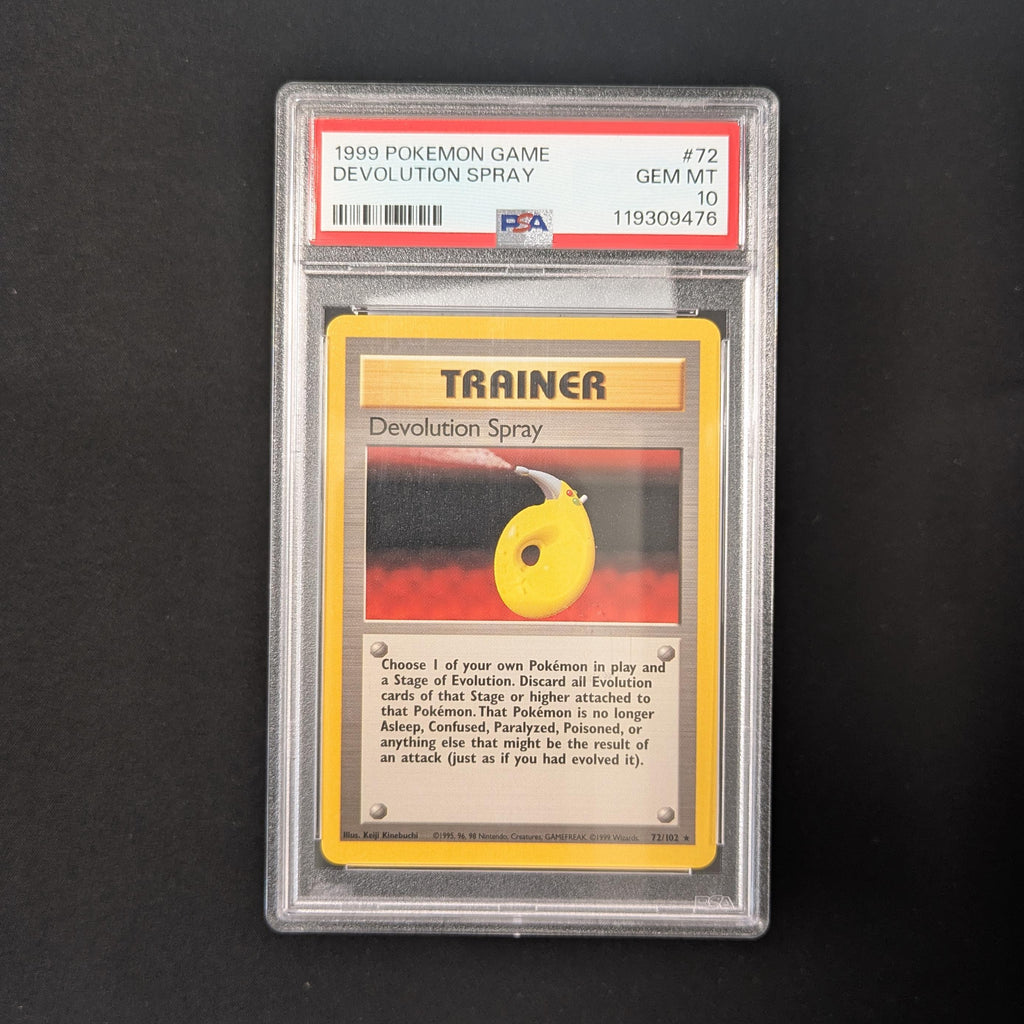 1999 POKEMON GAME #72
DEVOLUTION SPRAY GEM MT
10
PSA 119309476
TRAINER
Devolution Spray
Choose 1 of your own Pokémon in play and
a Stage of Evolution. Discard all Evolution
cards of that Stage or higher attached to
that Pokémon. That Pokémon is no longer
Asleep, Confused, Paralyzed, Poisoned, or
anything else that might be the result of
an attack (just as if you had evolved it).
Illus. Keiji Kinebuchi ©1995, 96, 98 Nintendo, Creatures, GAMEFREAK. ©1999 Wizards. 72/102 ★
PSA